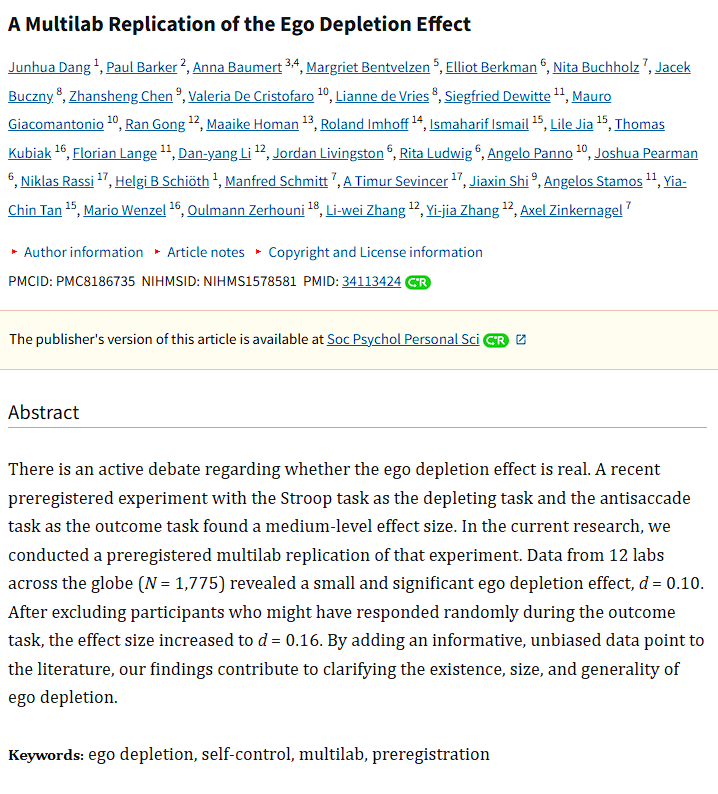 A Multilab Replication of the Ego Depletion Effect
Junhua Dang 1, Paul Barker 2, Anna Baumert 3,4, Margriet Bentvelzen 5, Elliot Berkman 6, Nita Buchholz 7, Jacek
Buczny 8, Zhansheng Chen 9, Valeria De Cristofaro 10, Lianne de Vries 8, Siegfried Dewitte 11, Mauro
Giacomantonio 10, Ran Gong 12, Maaike Homan 13, Roland Imhoff 14, Ismaharif Ismail 15, Lile Jia 15, Thomas
Kubiak 16, Florian Lange 11, Dan-yang Li 12, Jordan Livingston 6, Rita Ludwig 6, Angelo Panno 10, Joshua Pearman
6, Niklas Rassi 17, Helgi B Schiöth 1, Manfred Schmitt 7, A Timur Sevincer 17, Jiaxin Shi 9, Angelos Stamos 11, Yia-
Chin Tan 15, Mario Wenzel 16, Oulmann Zerhouni 18, Li-wei Zhang 12, Yi-jia Zhang 12, Axel Zinkernagel 7
▸ Author information ▸ Article notes ▸ Copyright and License information
PMCID: PMC8186735 NIHMSID: NIHMS1578581 PMID: 34113424
The publisher's version of this article is available at Soc Psychol Personal Sci
Abstract
There is an active debate regarding whether the ego depletion effect is real. A recent
preregistered experiment with the Stroop task as the depleting task and the antisaccade
task as the outcome task found a medium-level effect size. In the current research, we
conducted a preregistered multilab replication of that experiment. Data from 12 labs
across the globe (N = 1,775) revealed a small and significant ego depletion effect, d = 0.10.
After excluding participants who might have responded randomly during the outcome
task, the effect size increased to d = 0.16. By adding an informative, unbiased data point to
the literature, our findings contribute to clarifying the existence, size, and generality of
ego depletion.
Keywords: ego depletion, self-control, multilab, preregistration